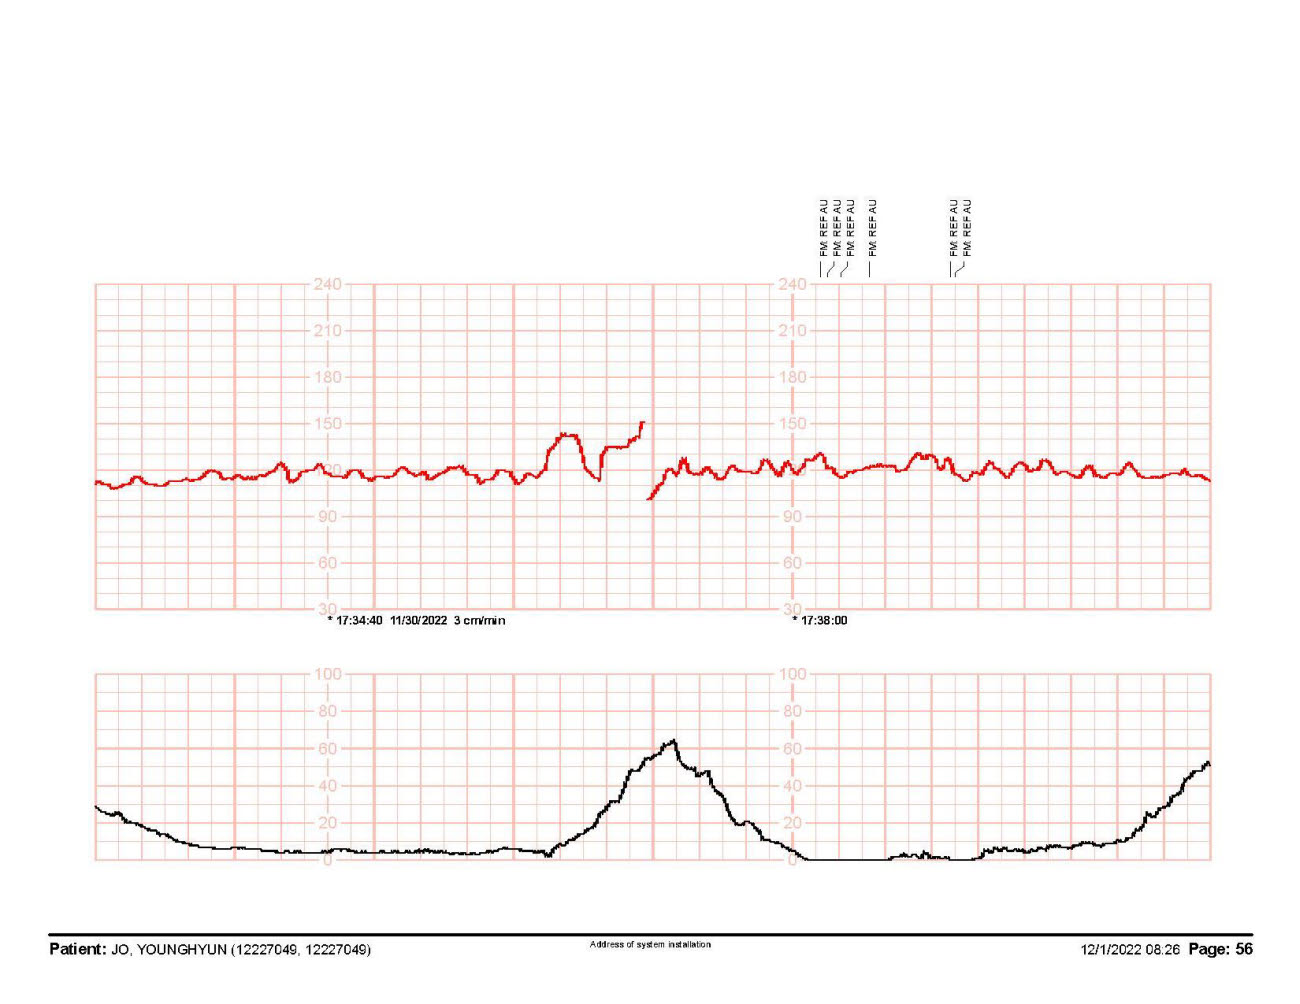 FM: REF AU
FM: REF AU
FM: REF AU
FM: REF AU
FM: REF AU
FM: REF AU
240 240
210 210
180 180
150 150
120 120
90 90
60 60
30 30
* 17:34:40 11/30/2022 3 cm/min * 17:38:00
100 100
80 80
60 60
40 40
20 20
0 0
Patient: JO, YOUNGHYUN (12227049, 12227049) Address of system installation 12/1/2022 08:26 Page: 56